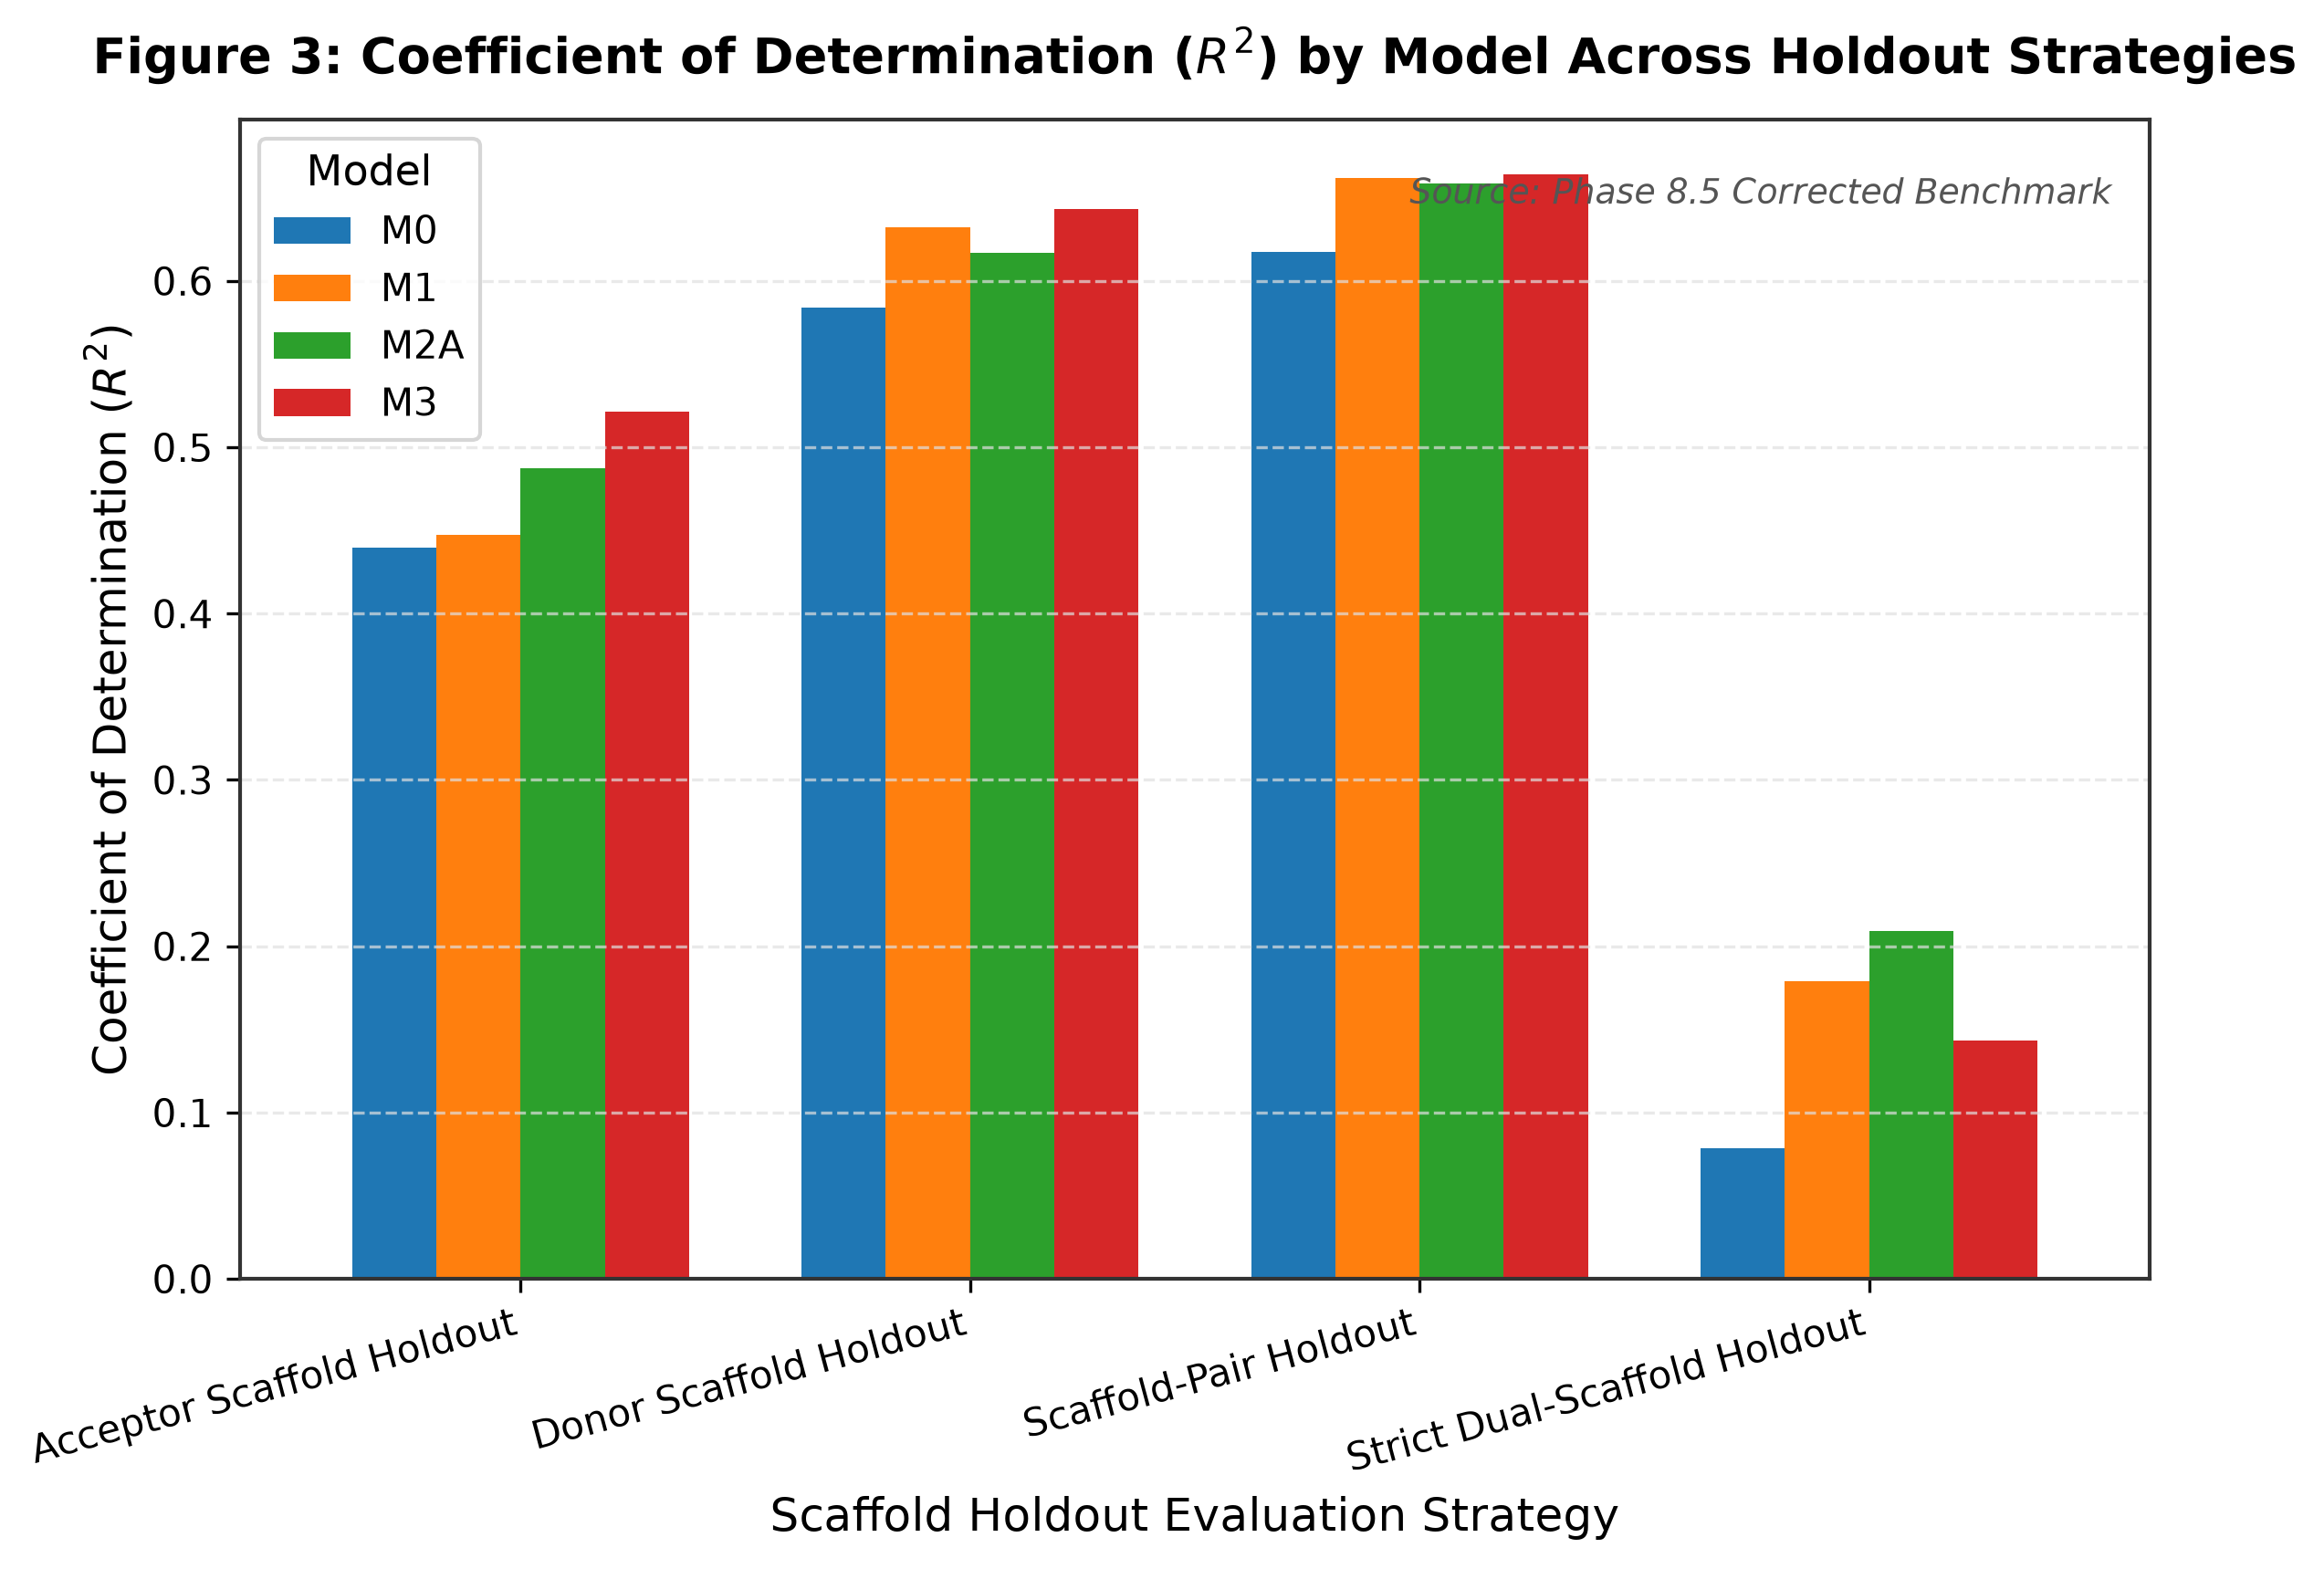 Figure 3: Coefficient of Determination (R²) by Model Across Holdout Strategies
Model
M0
M1
M2A
M3
Source: Phase 8.5 Corrected Benchmark
Coefficient of Determination (R²)
0.6
0.5
0.4
0.3
0.2
0.1
0.0
Acceptor Scaffold Holdout
Donor Scaffold Holdout
Scaffold-Pair Holdout
Strict Dual-Scaffold Holdout
Scaffold Holdout Evaluation Strategy